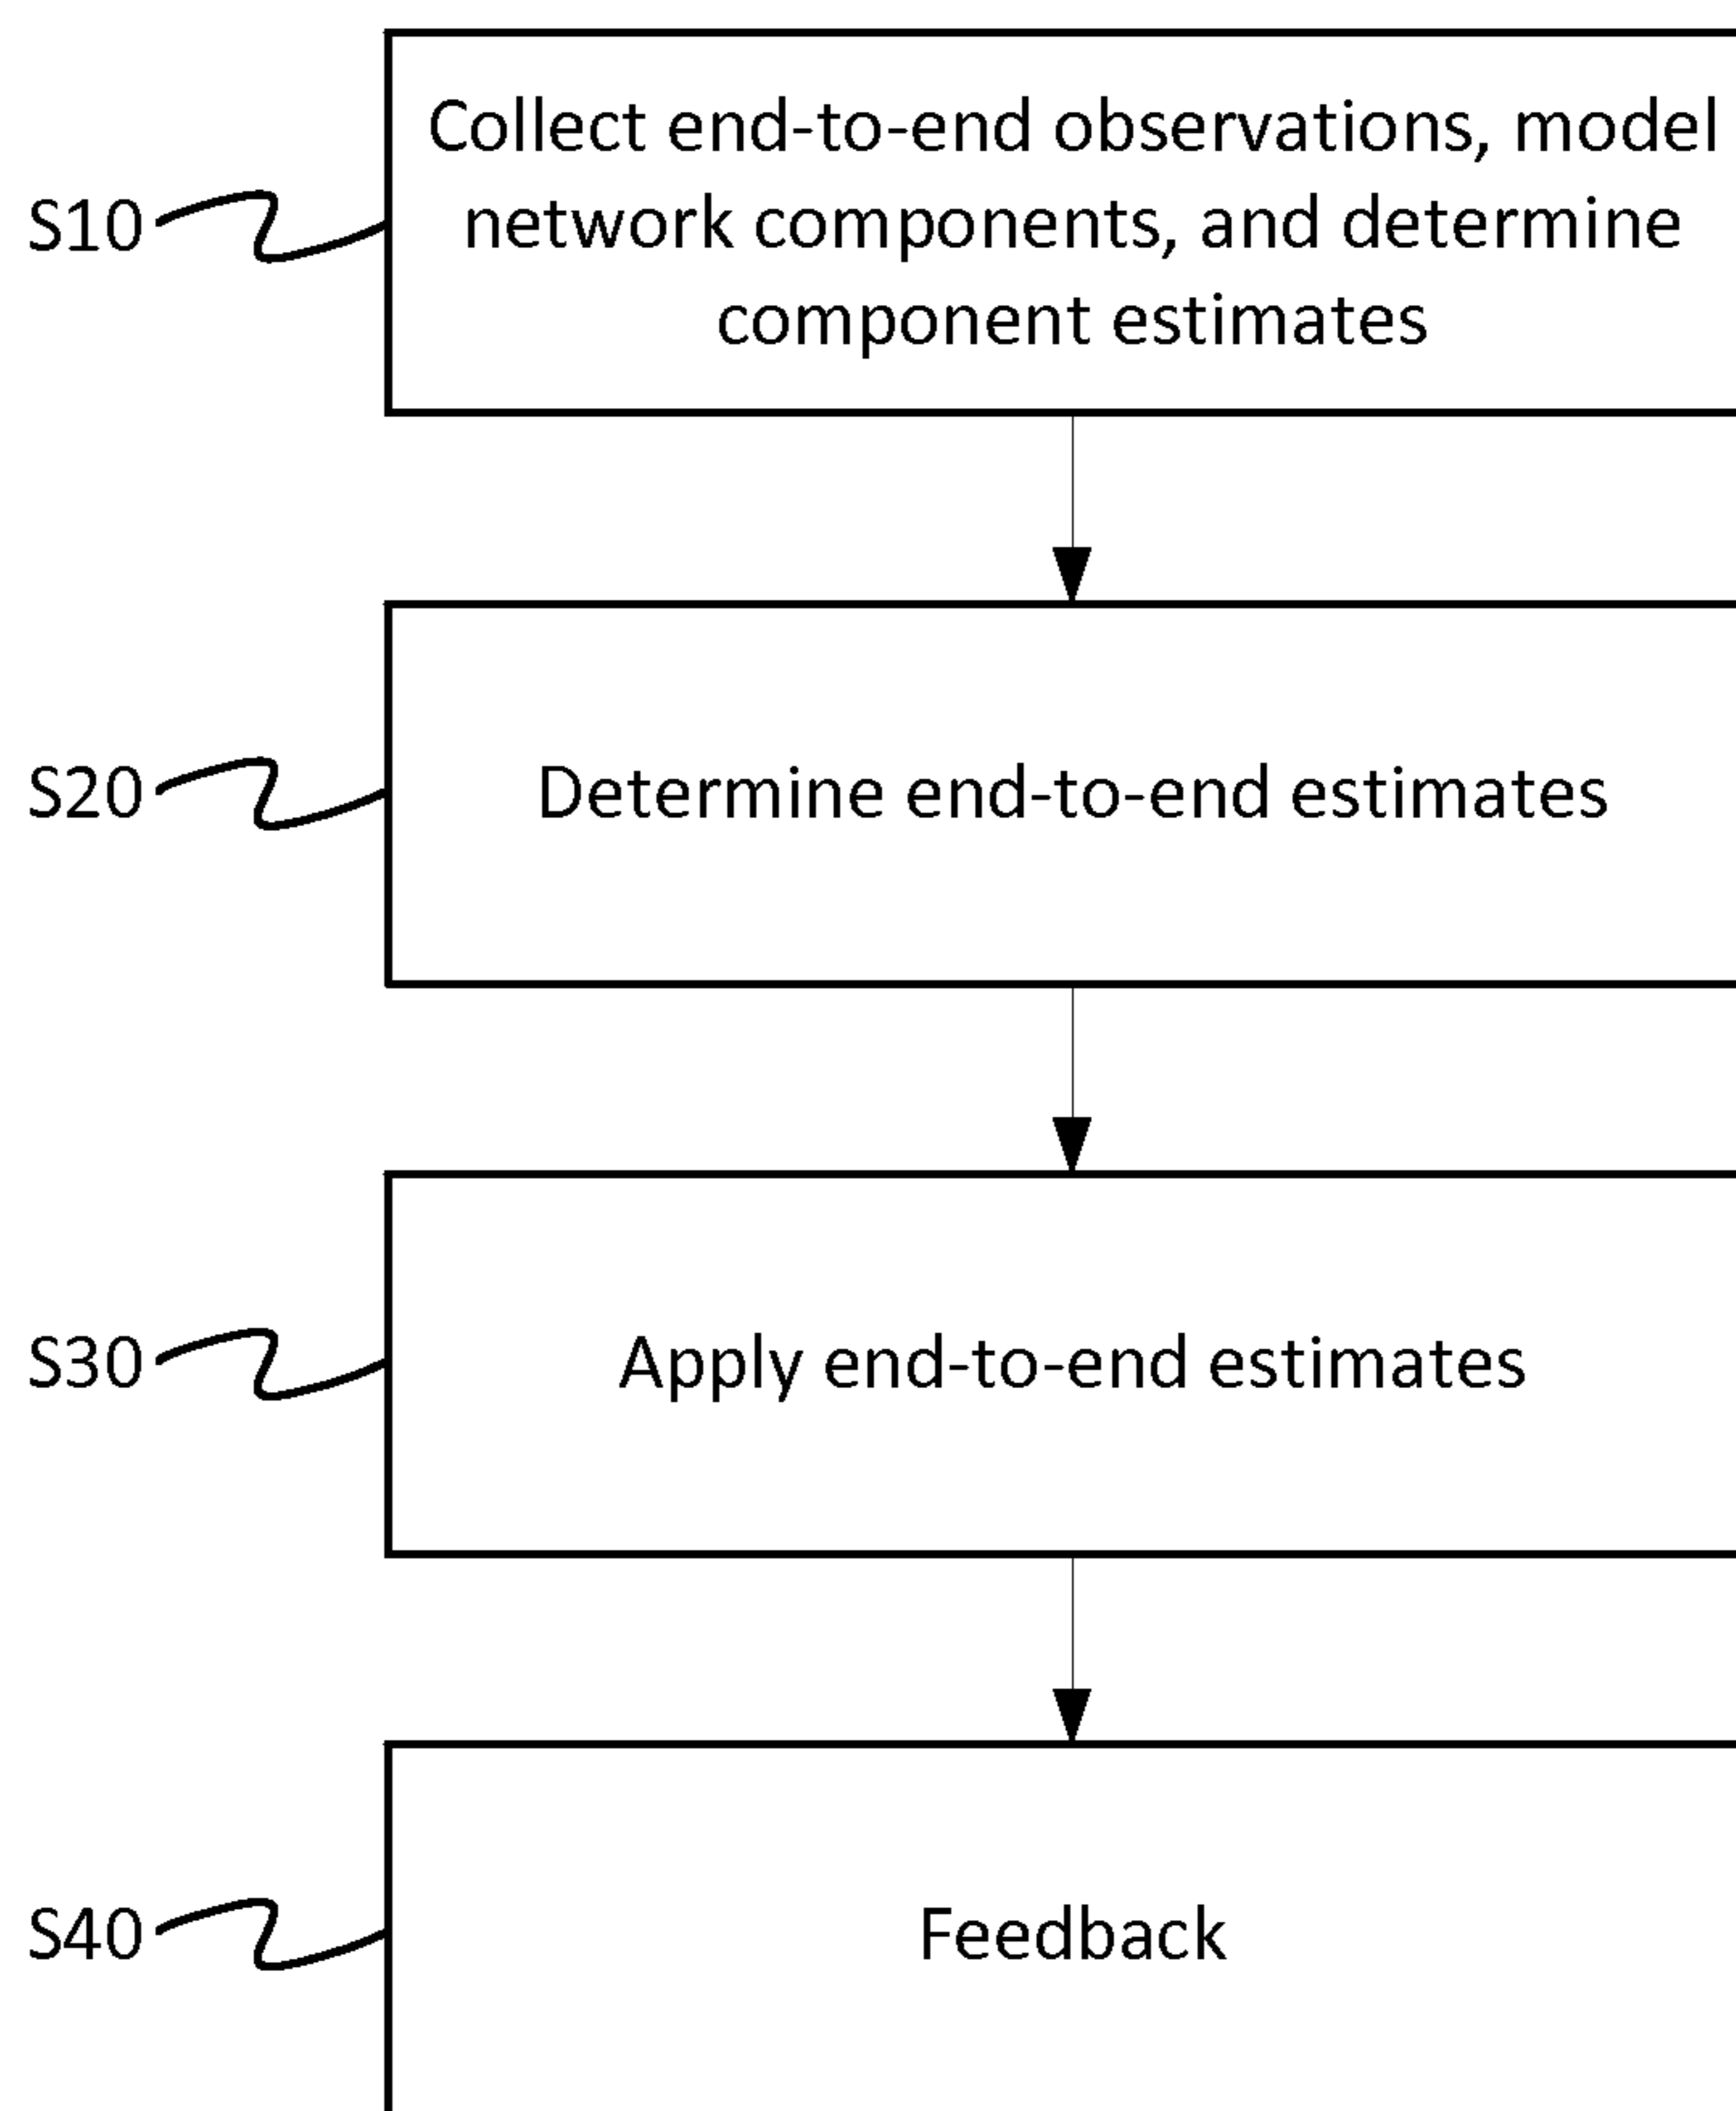 S10
Collect end-to-end observations, model
network components, and determine
component estimates
S20
Determine end-to-end estimates
S30
Apply end-to-end estimates
S40
Feedback